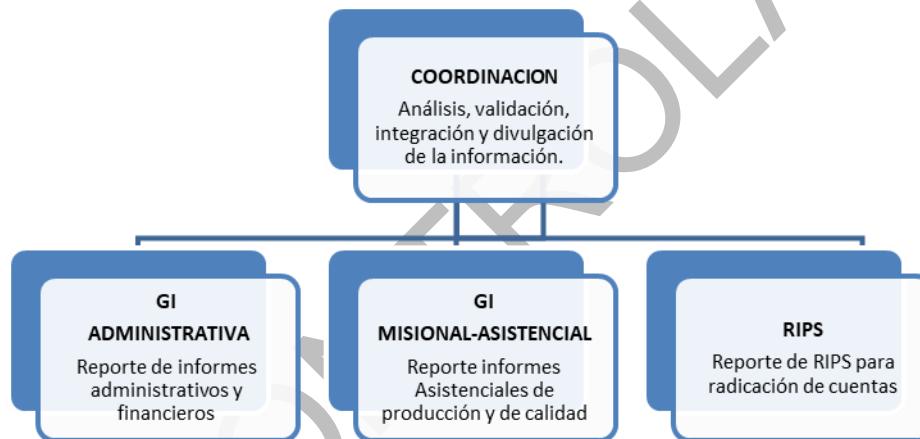 COORDINACION
Análisis, validación,
integración y divulgación
de la información.
GI
ADMINISTRATIVA
Reporte de informes
administrativos y
financieros
GI
MISIONAL-ASISTENCIAL
Reporte informes
Asistenciales de
producción y de calidad
RIPS
Reporte de RIPS para
radicación de cuentas